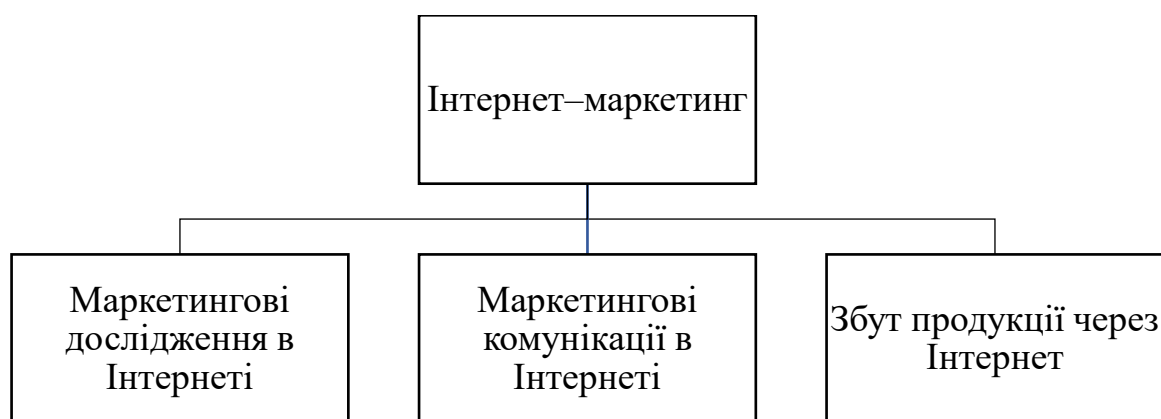 Інтернет–маркетинг
Маркетингові
дослідження в
Інтернеті
Маркетингові
комунікації в
Інтернеті
Збут продукції через
Інтернет